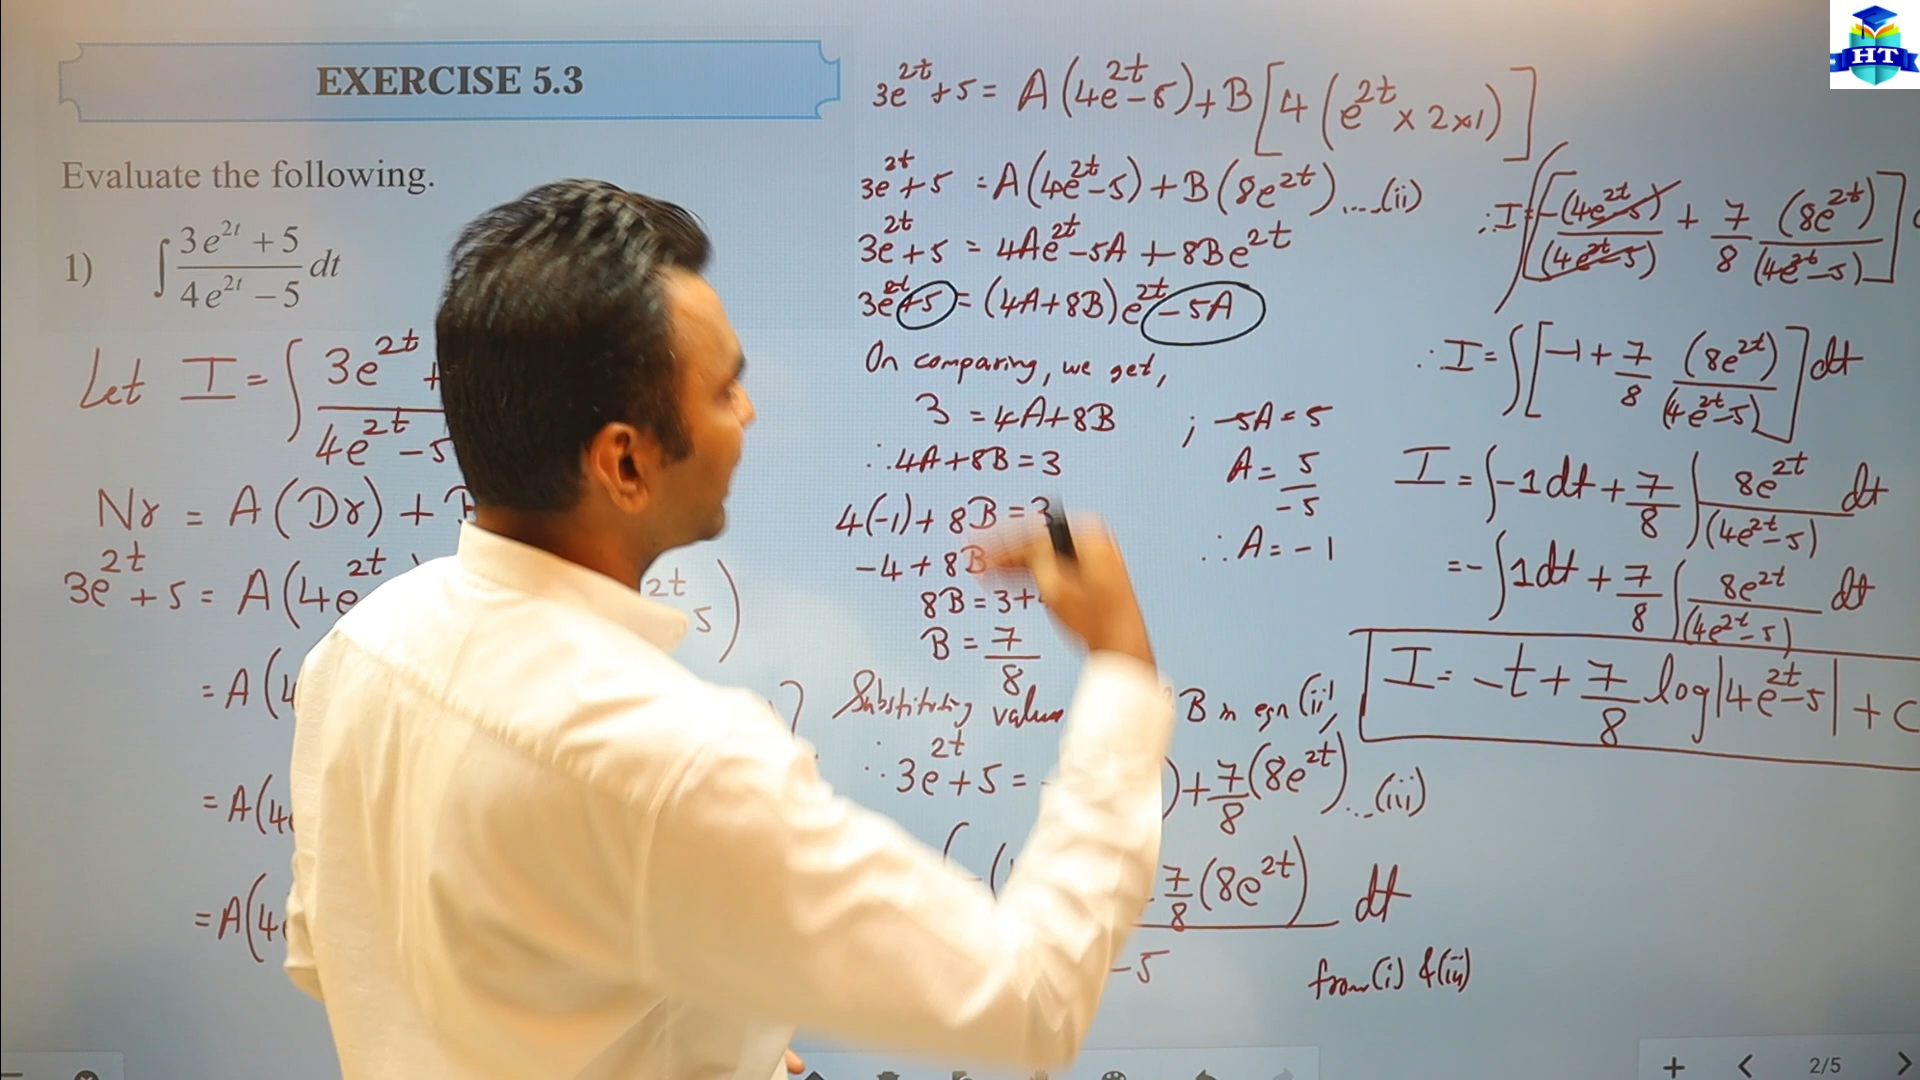 HT
EXERCISE 5.3
Evaluate the following.
1) ∫ (3e^{2t} + 5)/(4e^{2t} − 5) dt
Let I = ∫ 3e^{2t} +
4e^{2t} − 5
Nr = A(Dr) +
3e^{2t} + 5 = A(4e^{2t}
2t
5)
= A(4
= A(4e
= A(4
3e^{2t} + 5 = A(4e^{2t} − 5) + B[4(e^{2t} × 2×1)]
3e^{2t} + 5 = A(4e^{2t} − 5) + B(8e^{2t}) ....(ii)
3e^{2t} + 5 = 4Ae^{2t} − 5A + 8Be^{2t}
3e^{2t} + 5 = (4A + 8B)e^{2t} − 5A
On comparing, we get,
3 = 4A + 8B ; −5A = 5
∴ 4A + 8B = 3
A = 5/−5
4(−1) + 8B = 3
∴ A = −1
−4 + 8B
8B = 3+
B = 7/8
Substituting values B in eqn (ii)
∴ 3e^{2t} + 5 = ) + 7/8 (8e^{2t}) ...(iii)
7/8 (8e^{2t}) dt
−5
from (i) & (iii)
∴ I = ∫[−(4e^{2t} − 5)/(4e^{2t} − 5) + 7/8 (8e^{2t})/(4e^{2t} − 5)]
∴ I = ∫[−1 + 7/8 (8e^{2t})/(4e^{2t} − 5)] dt
I = ∫−1dt + 7/8 ∫ 8e^{2t}/(4e^{2t} − 5) dt
= −∫1dt + 7/8 ∫ 8e^{2t}/(4e^{2t} − 5) dt
I = −t + 7/8 log|4e^{2t} − 5| + C
2/5